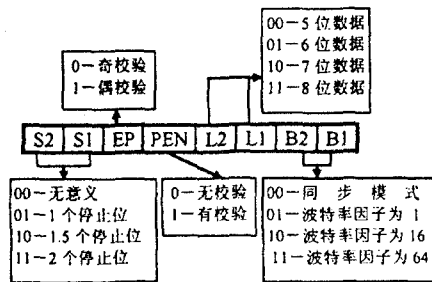 00－5 位数据
01－6 位数据
10－7 位数据
11－8 位数据
0－奇校验
1－偶校验
S2 S1 EP PEN L2 L1 B2 B1
00－无意义
01－1 个停止位
10－1.5 个停止位
11－2 个停止位
0－无校验
1－有校验
00－同 步 模 式
01－波特率因子为 1
10－波特率因子为 16
11－波特率因子为 64